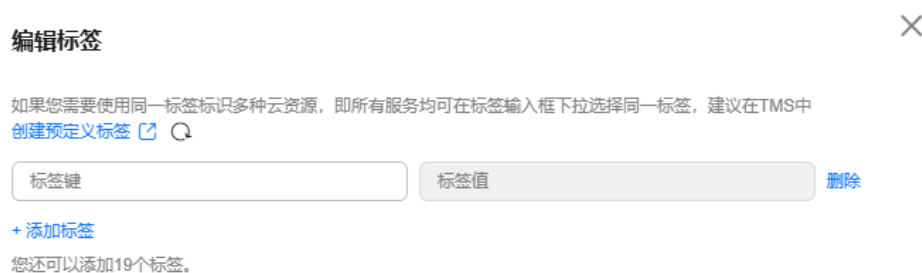 编辑标签
如果您需要使用同一标签标识多种云资源，即所有服务均可在标签输入框下拉选择同一标签，建议在TMS中
创建预定义标签
标签键 标签值 删除
+ 添加标签
您还可以添加19个标签。